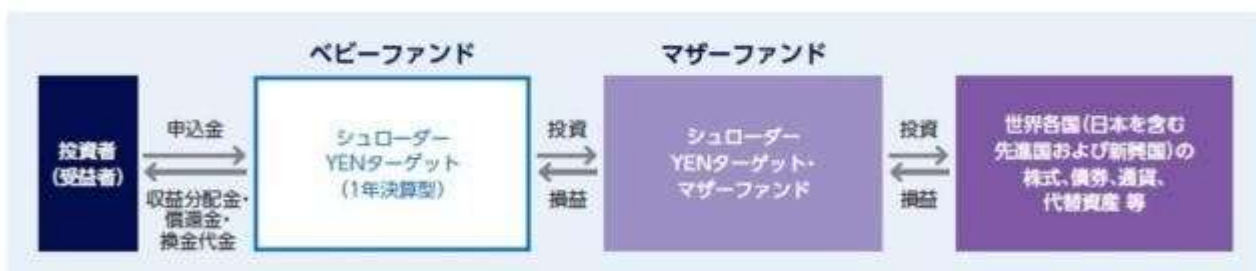 ベビーファンド
マザーファンド
投資者
(受益者)
申込金
収益分配金・
償還金・
換金代金
シュローダー
YENターゲット
(1年決算型)
投資
損益
シュローダー
YENターゲット・
マザーファンド
投資
損益
世界各国(日本を含む
先進国および新興国)の
株式、債券、通貨、
代替資産 等